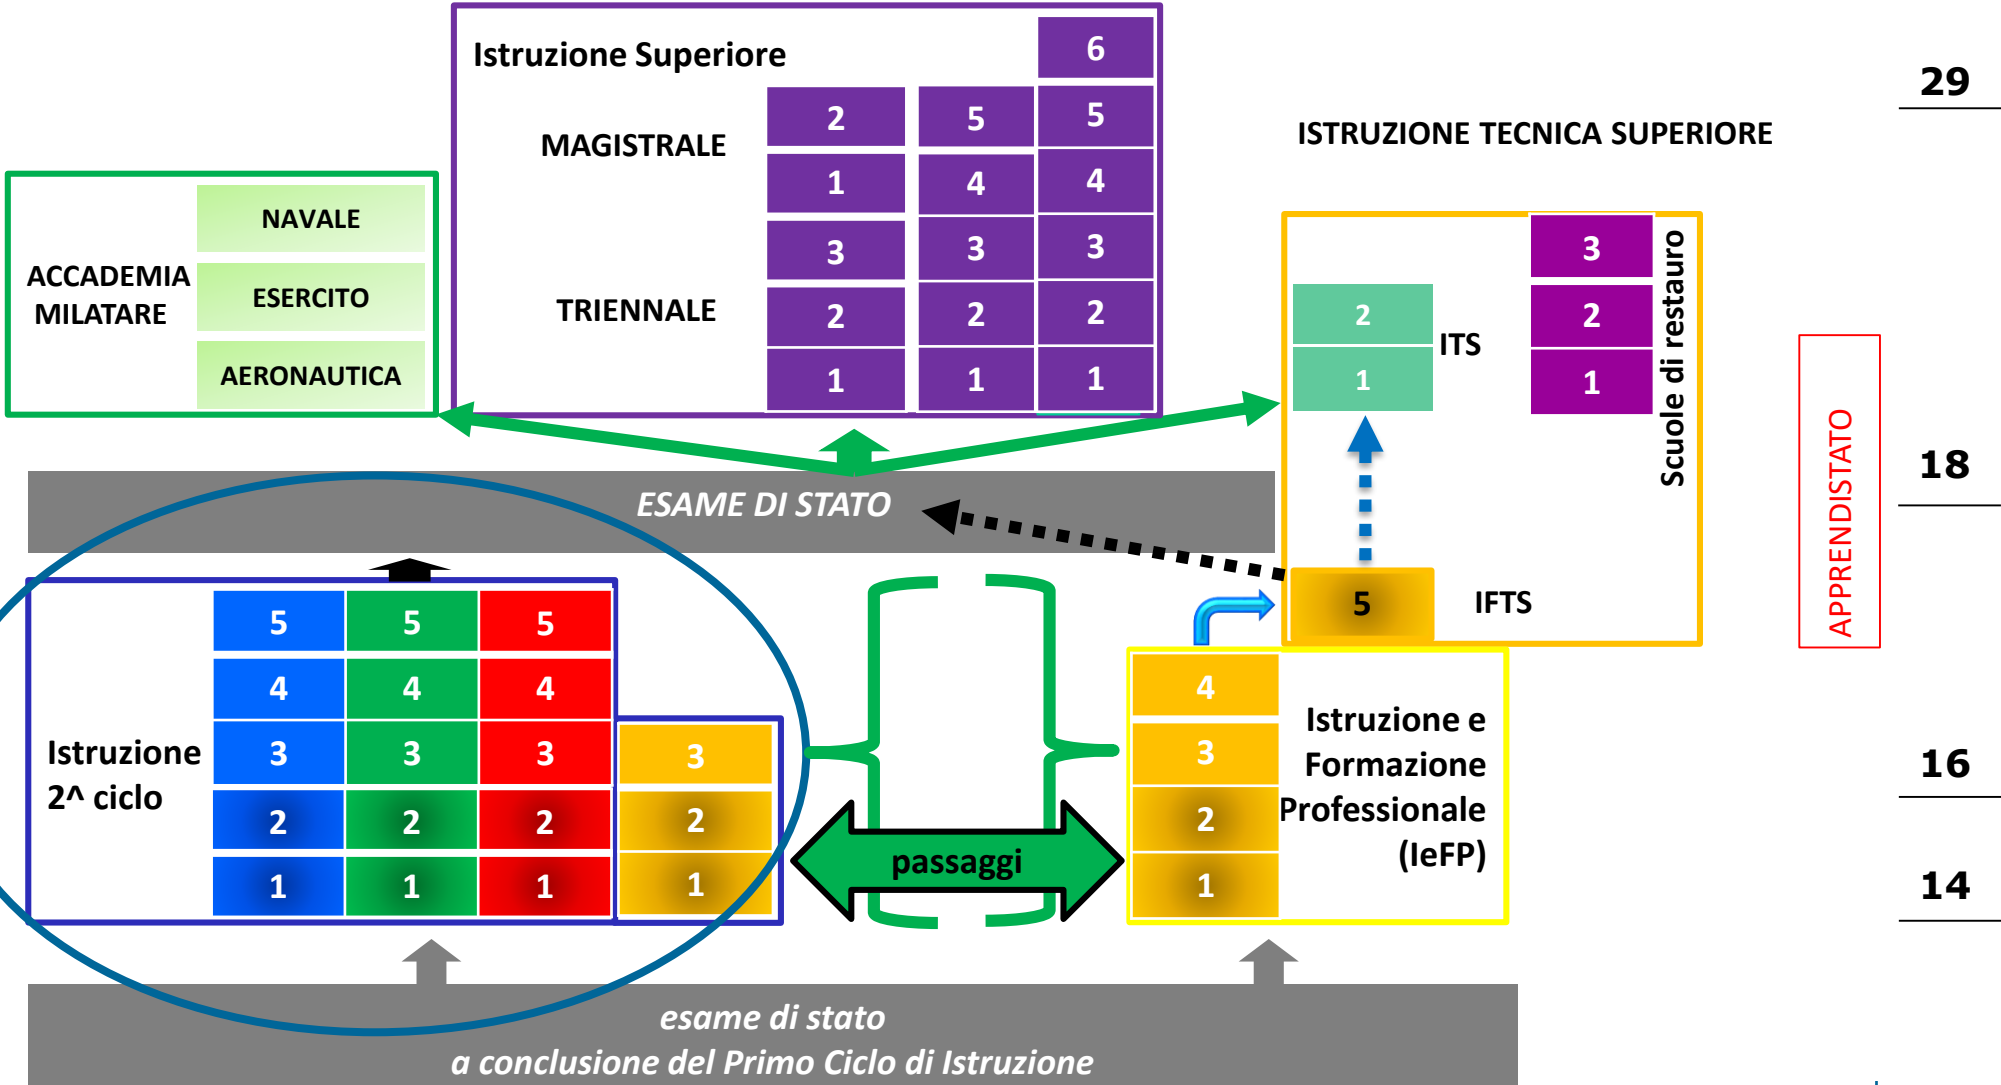 Istruzione Superiore
6
29
2 5 5
MAGISTRALE
ISTRUZIONE TECNICA SUPERIORE
1 4 4
NAVALE
3 3 3
3
ACCADEMIA
MILATARE
ESERCITO
TRIENNALE
2 2 2
2
2
ITS
Scuole di restauro
AERONAUTICA
1 1 1
1
1
APPRENDISTATO
18
ESAME DI STATO
5
IFTS
5 5 5
4 4 4
4
Istruzione
2^ ciclo
3 3 3 3
3
Istruzione e
Formazione
Professionale
(IeFP)
16
2 2 2 2
2
passaggi
1 1 1 1
1
14
esame di stato
a conclusione del Primo Ciclo di Istruzione